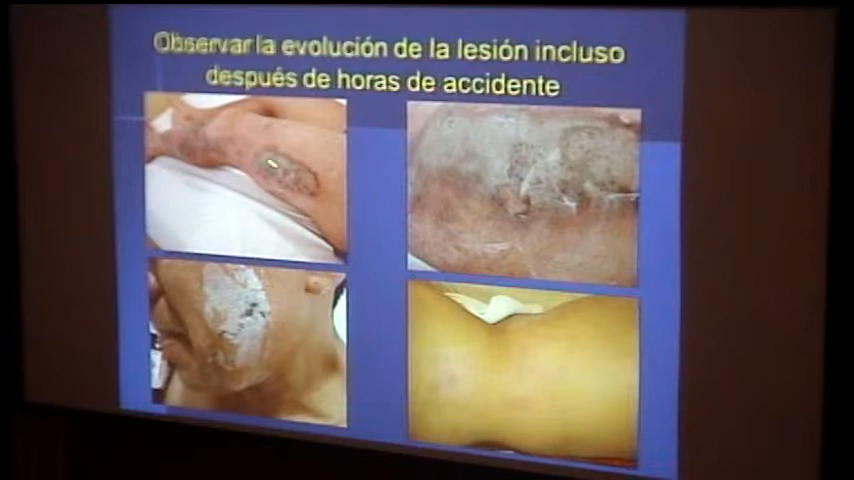 Observar la evolución de la lesión incluso
después de horas de accidente